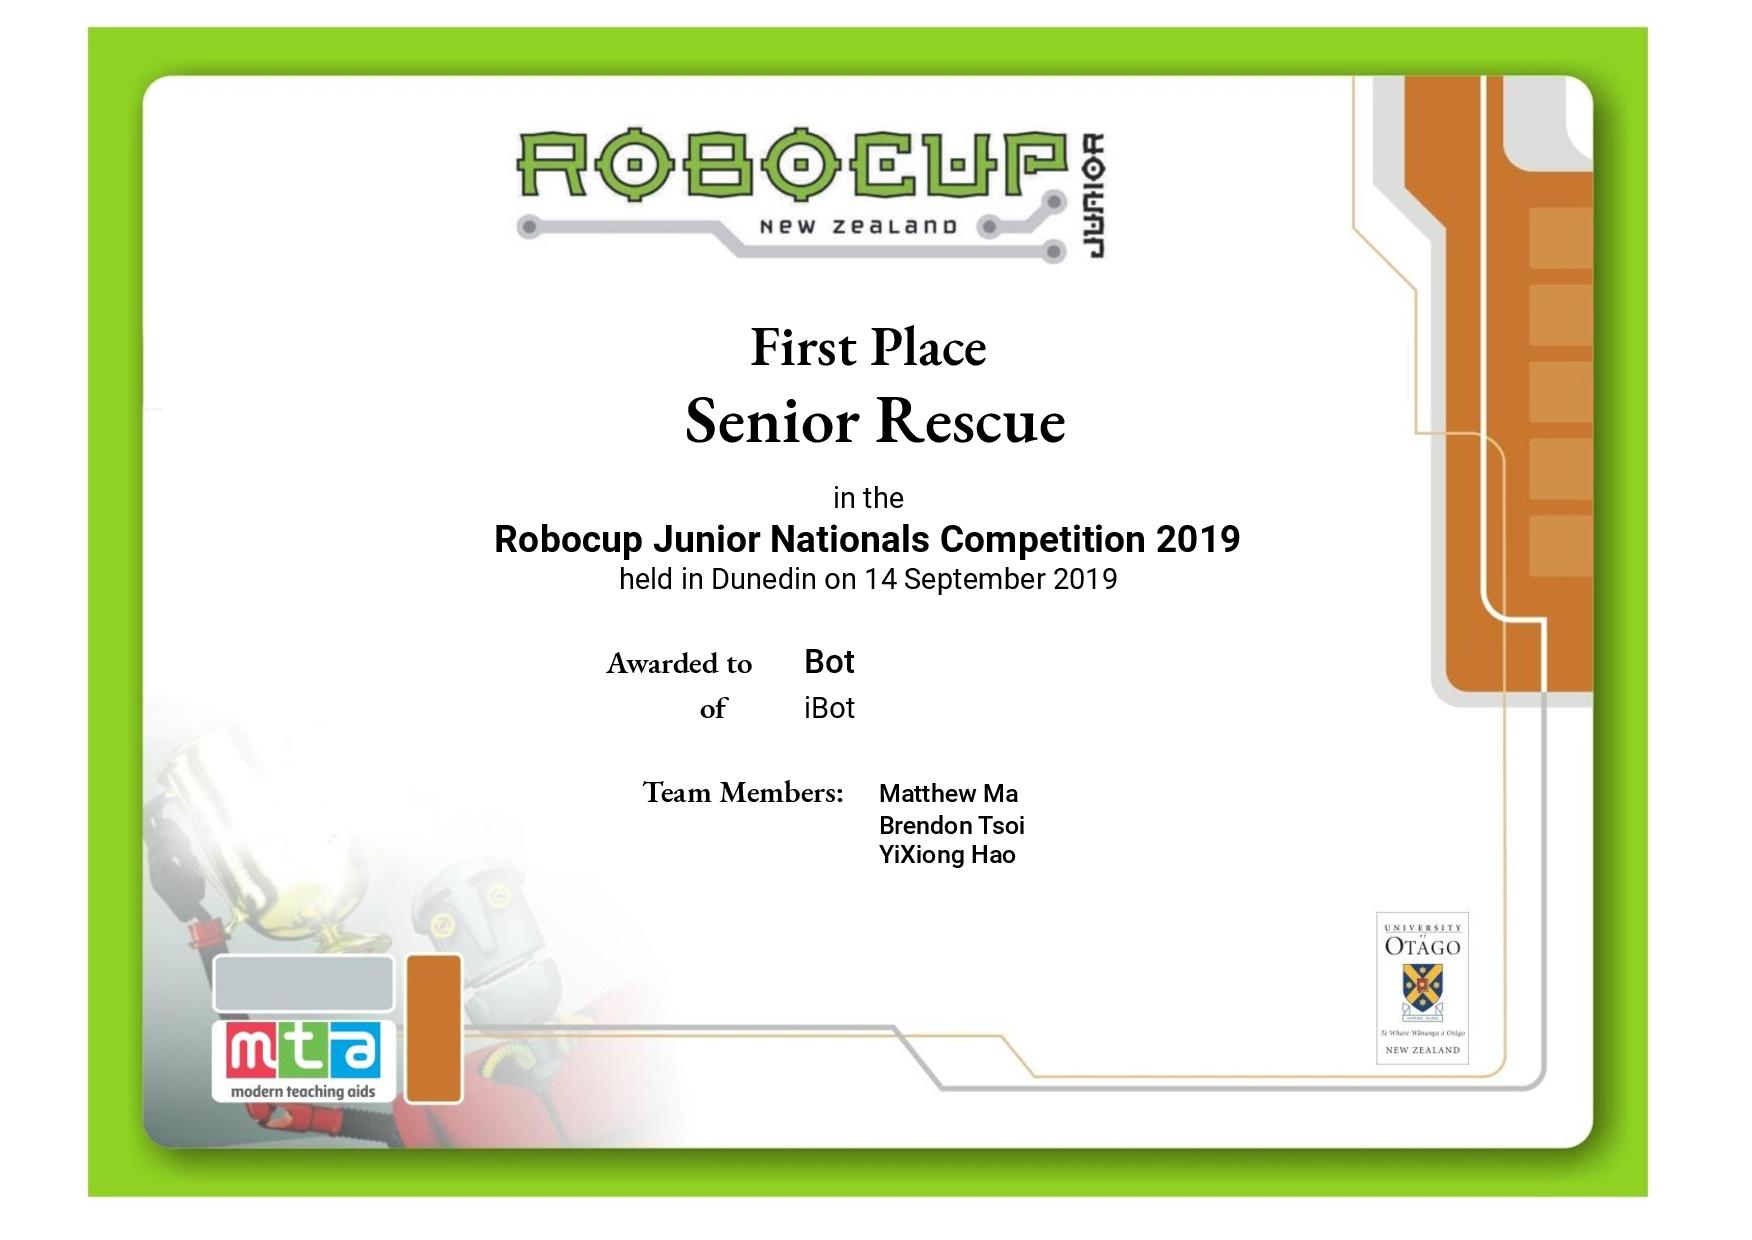 ROBOCUP
JUNIOR
NEW ZEALAND
First Place
Senior Rescue
in the
Robocup Junior Nationals Competition 2019
held in Dunedin on 14 September 2019
Awarded to Bot
of iBot
Team Members: Matthew Ma
Brendon Tsoi
YiXiong Hao
mta
modern teaching aids
UNIVERSITY
of
OTAGO
Te Whare Wānanga o Otāgo
NEW ZEALAND